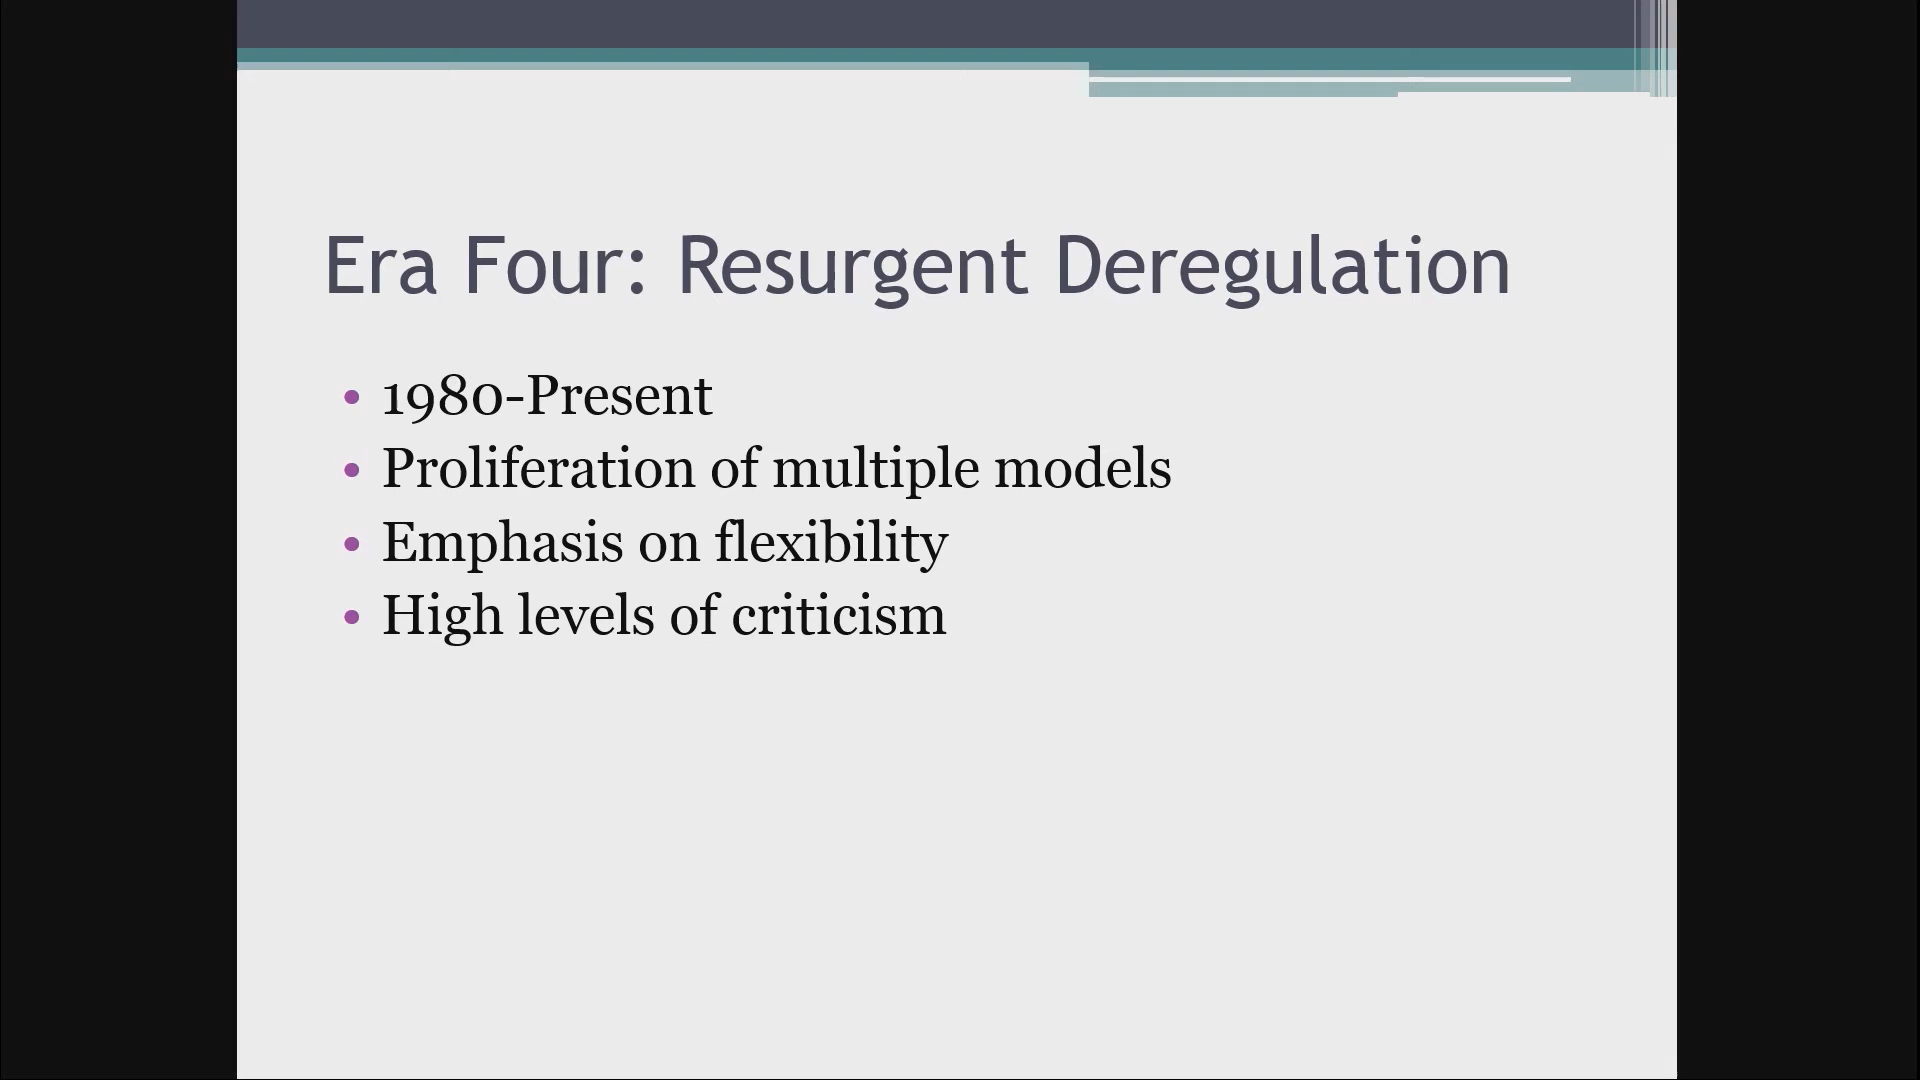 Era Four: Resurgent Deregulation
• 1980-Present
• Proliferation of multiple models
• Emphasis on flexibility
• High levels of criticism